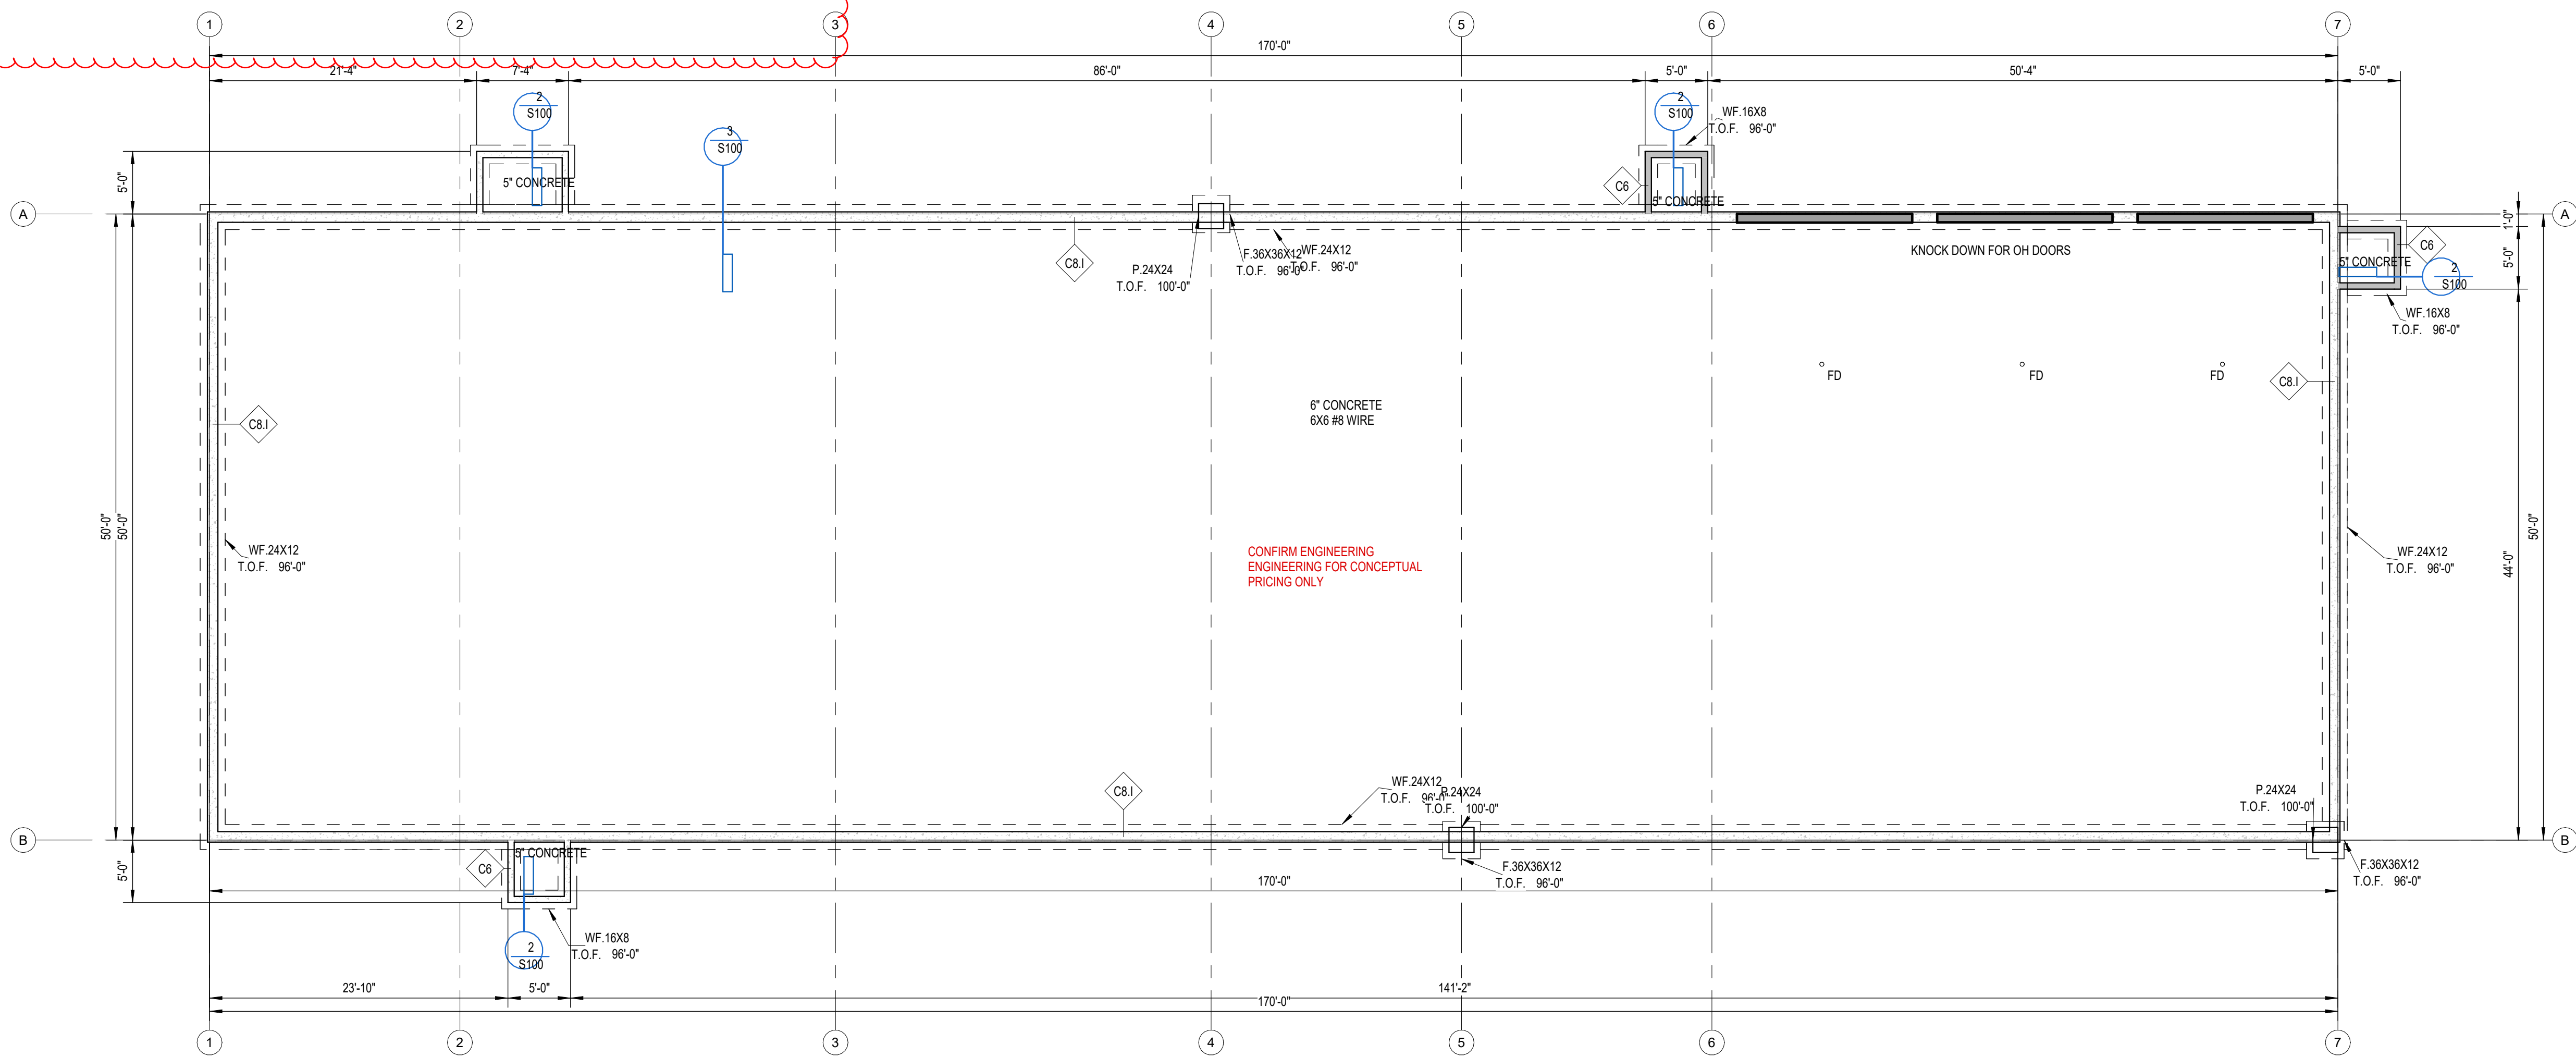 1
2
3
4
5
6
7
170'-0"
21'-4"
7'-4"
86'-0"
5'-0"
50'-4"
5'-0"
2
S100
3
S100
2
S100
WF.16X8
T.O.F. 96'-0"
5'-0"
5" CONCRETE
C6
5" CONCRETE
A
A
1'-0"
C8.I
P.24X24
T.O.F. 100'-0"
F.36X36X12
T.O.F. 96'-0"
WF.24X12
T.O.F. 96'-0"
KNOCK DOWN FOR OH DOORS
C6
5" CONCRETE
2
S100
5'-0"
WF.16X8
T.O.F. 96'-0"
FD
FD
FD
C8.I
6" CONCRETE
6X6 #8 WIRE
C8.I
50'-0"
50'-0"
WF.24X12
T.O.F. 96'-0"
CONFIRM ENGINEERING
ENGINEERING FOR CONCEPTUAL
PRICING ONLY
WF.24X12
T.O.F. 96'-0"
44'-0"
50'-0"
C8.I
WF.24X12
T.O.F. 96'-0"
P.24X24
T.O.F. 100'-0"
P.24X24
T.O.F. 100'-0"
B
B
5" CONCRETE
C6
5'-0"
F.36X36X12
T.O.F. 96'-0"
F.36X36X12
T.O.F. 96'-0"
170'-0"
WF.16X8
T.O.F. 96'-0"
2
S100
23'-10"
5'-0"
141'-2"
170'-0"
1
2
3
4
5
6
7